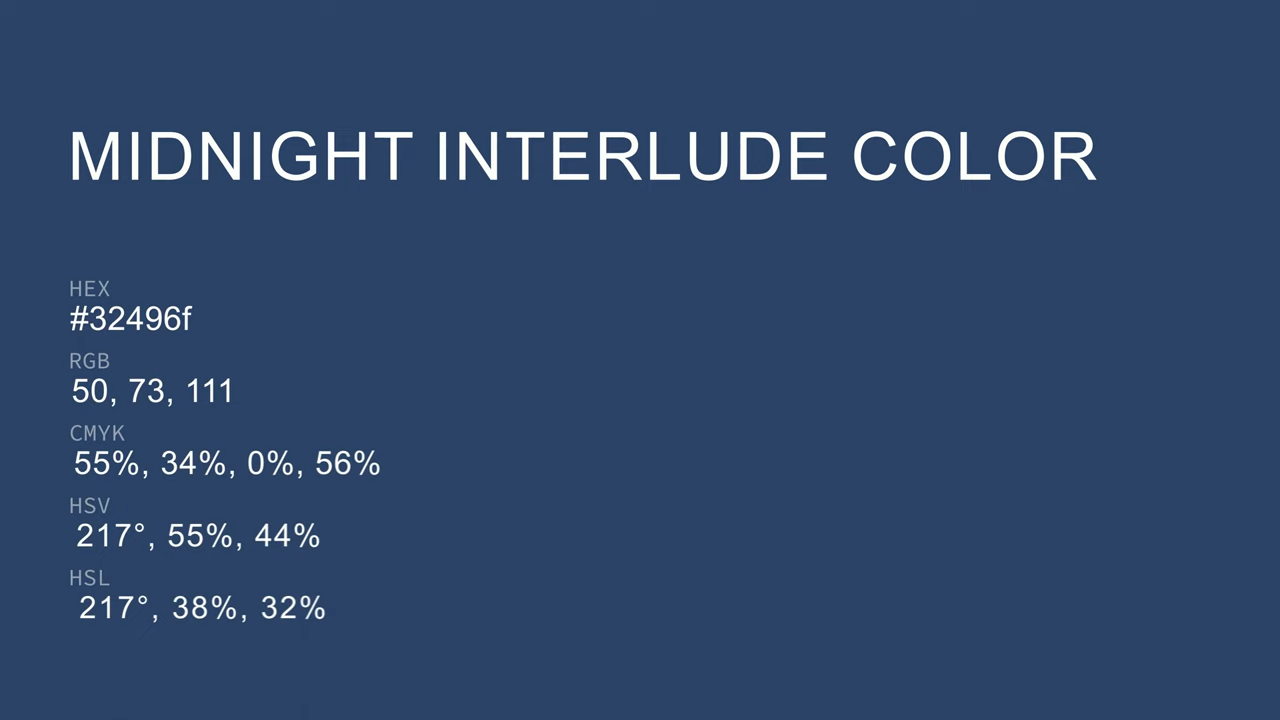 MIDNIGHT INTERLUDE COLOR
HEX
#32496f
RGB
50, 73, 111
CMYK
55%, 34%, 0%, 56%
HSV
217°, 55%, 44%
HSL
217°, 38%, 32%